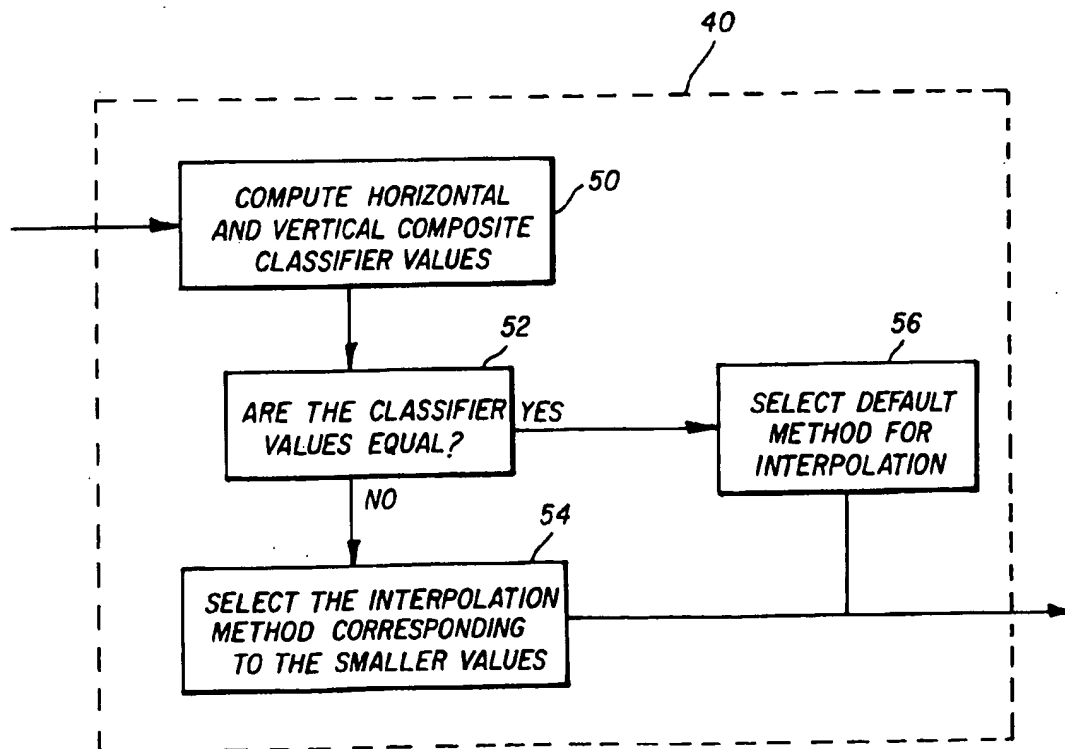 40
COMPUTE HORIZONTAL
AND VERTICAL COMPOSITE
CLASSIFIER VALUES
50
52
ARE THE CLASSIFIER
VALUES EQUAL?
YES
NO
56
SELECT DEFAULT
METHOD FOR
INTERPOLATION
54
SELECT THE INTERPOLATION
METHOD CORRESPONDING
TO THE SMALLER VALUES